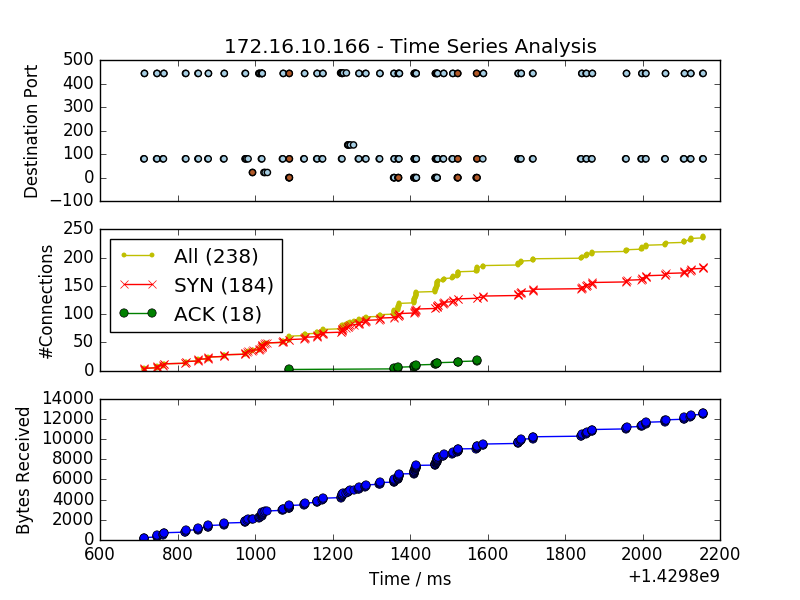 172.16.10.166 - Time Series Analysis
Destination Port
500
400
300
200
100
0
−100
#Connections
250
200
150
100
50
0
All (238)
SYN (184)
ACK (18)
Bytes Received
14000
12000
10000
8000
6000
4000
2000
0
600 800 1000 1200 1400 1600 1800 2000 2200
Time / ms
+1.4298e9